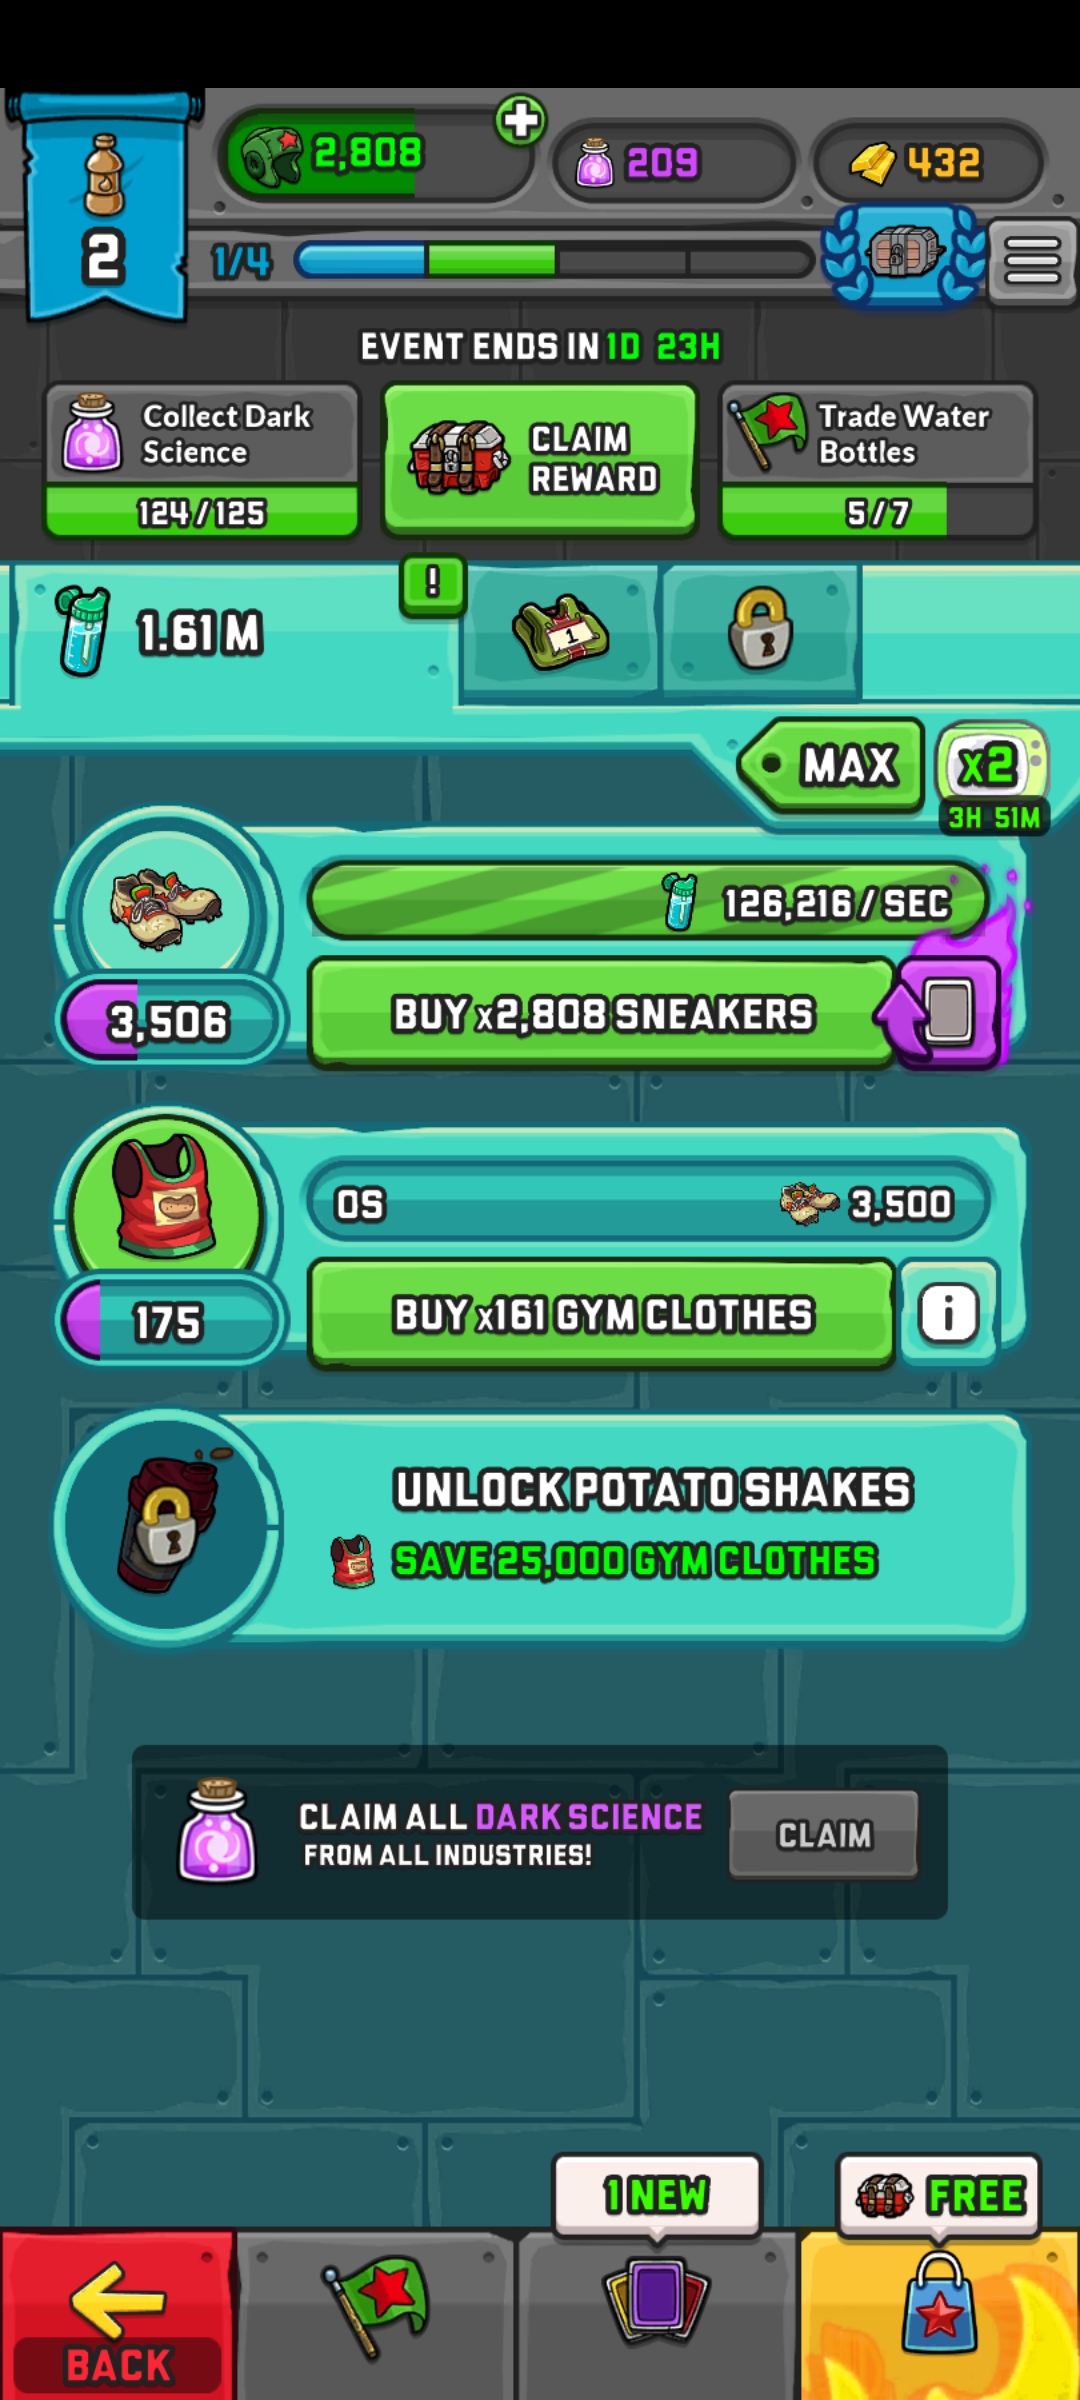 2,808
209
432
2
1/4
EVENT ENDS IN 1D 23H
Collect Dark
Science
124/125
CLAIM
REWARD
Trade Water
Bottles
5/7
1.61 M
!
1
MAX
x2
3H 51M
126,216 / SEC
3,506
BUY x2,808 SNEAKERS
0S
3,500
175
BUY x161 GYM CLOTHES
i
UNLOCK POTATO SHAKES
SAVE 25,000 GYM CLOTHES
CLAIM ALL DARK SCIENCE
FROM ALL INDUSTRIES!
CLAIM
1 NEW
FREE
BACK